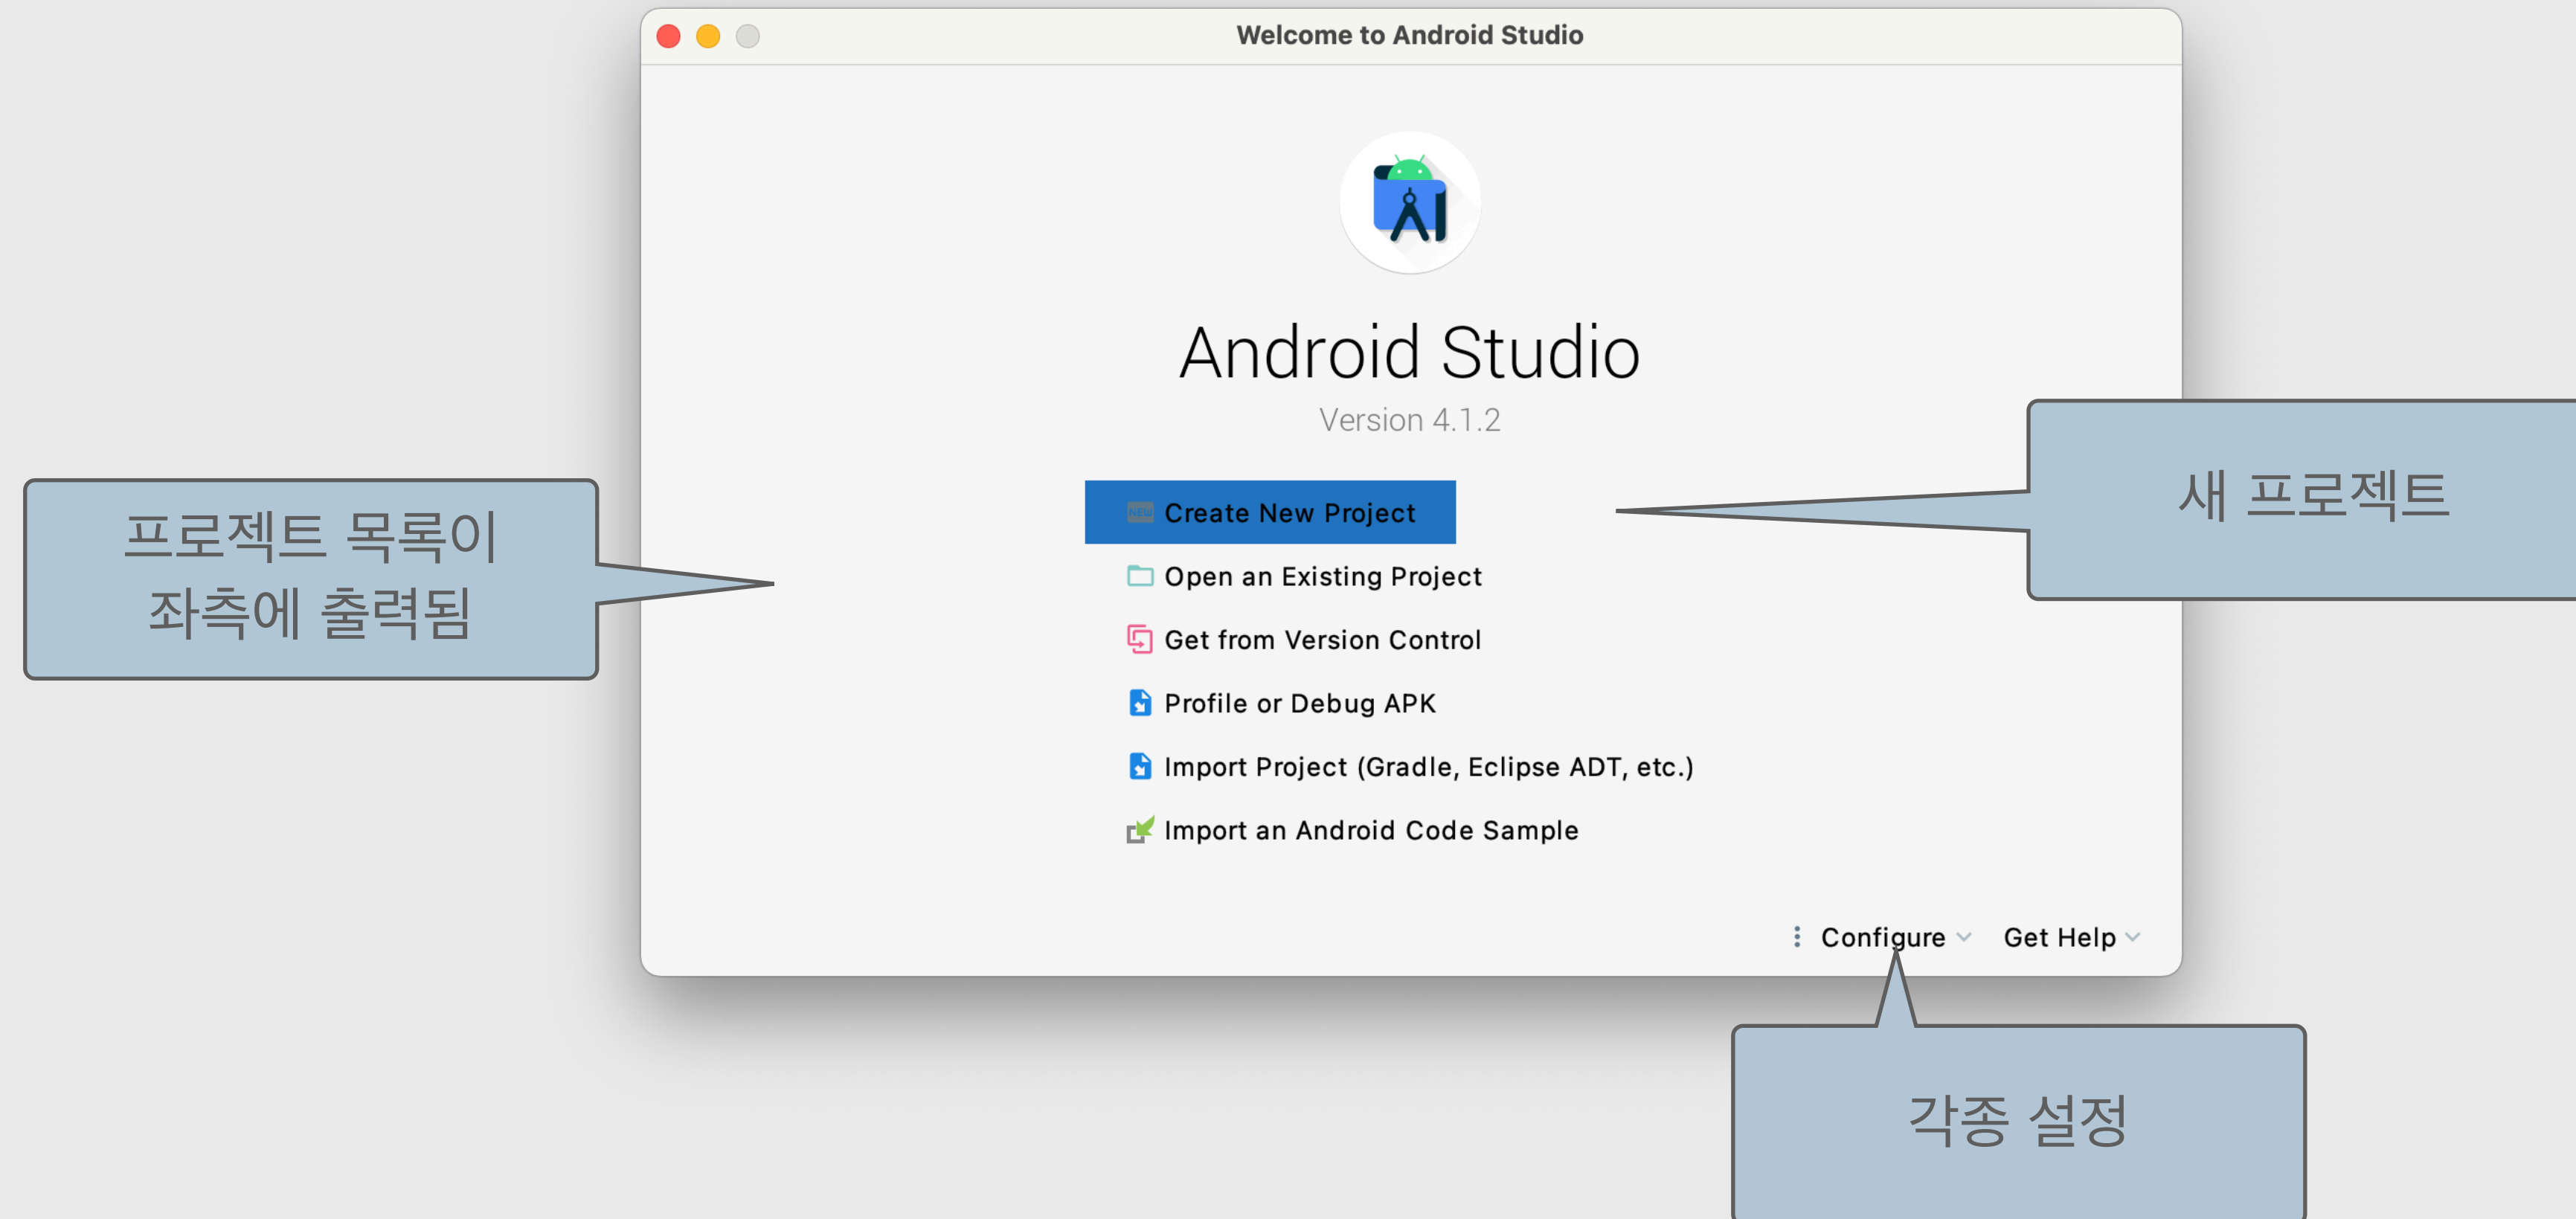 Welcome to Android Studio
Android Studio
Version 4.1.2
프로젝트 목록이
좌측에 출력됨
새 프로젝트
NEW Create New Project
Open an Existing Project
Get from Version Control
Profile or Debug APK
Import Project (Gradle, Eclipse ADT, etc.)
Import an Android Code Sample
Configure Get Help
각종 설정